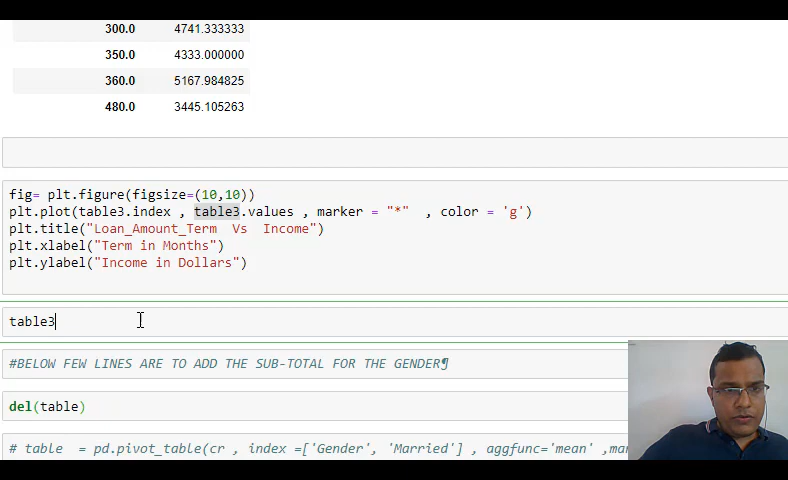 300.0 4741.333333
350.0 4333.000000
360.0 5167.984825
480.0 3445.105263
fig= plt.figure(figsize=(10,10))
plt.plot(table3.index , table3.values , marker = "*" , color = 'g')
plt.title("Loan_Amount_Term Vs Income")
plt.xlabel("Term in Months")
plt.ylabel("Income in Dollars")
table3
#BELOW FEW LINES ARE TO ADD THE SUB-TOTAL FOR THE GENDER¶
del(table)
# table = pd.pivot_table(cr , index =['Gender', 'Married'] , aggfunc='mean' ,mar